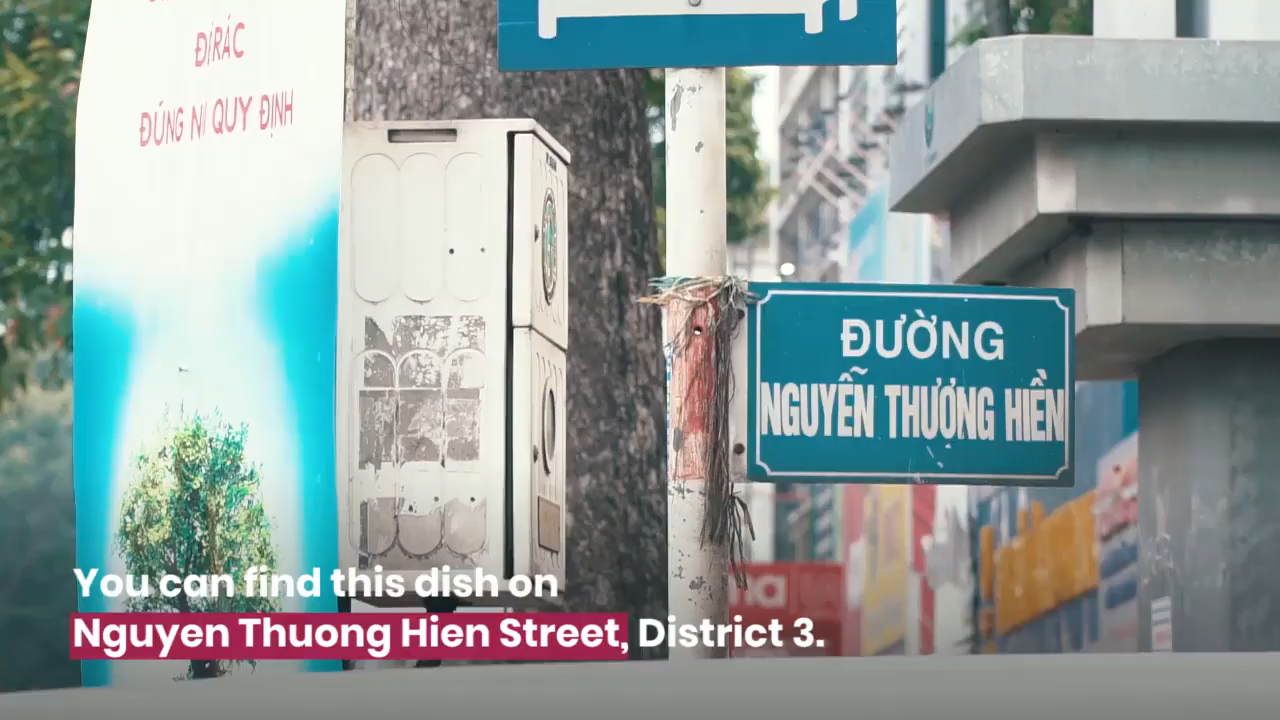 ĐỔ RÁC
ĐÚNG NƠI QUY ĐỊNH
ĐƯỜNG
NGUYỄN THƯỢNG HIỀN
You can find this dish on
Nguyen Thuong Hien Street, District 3.